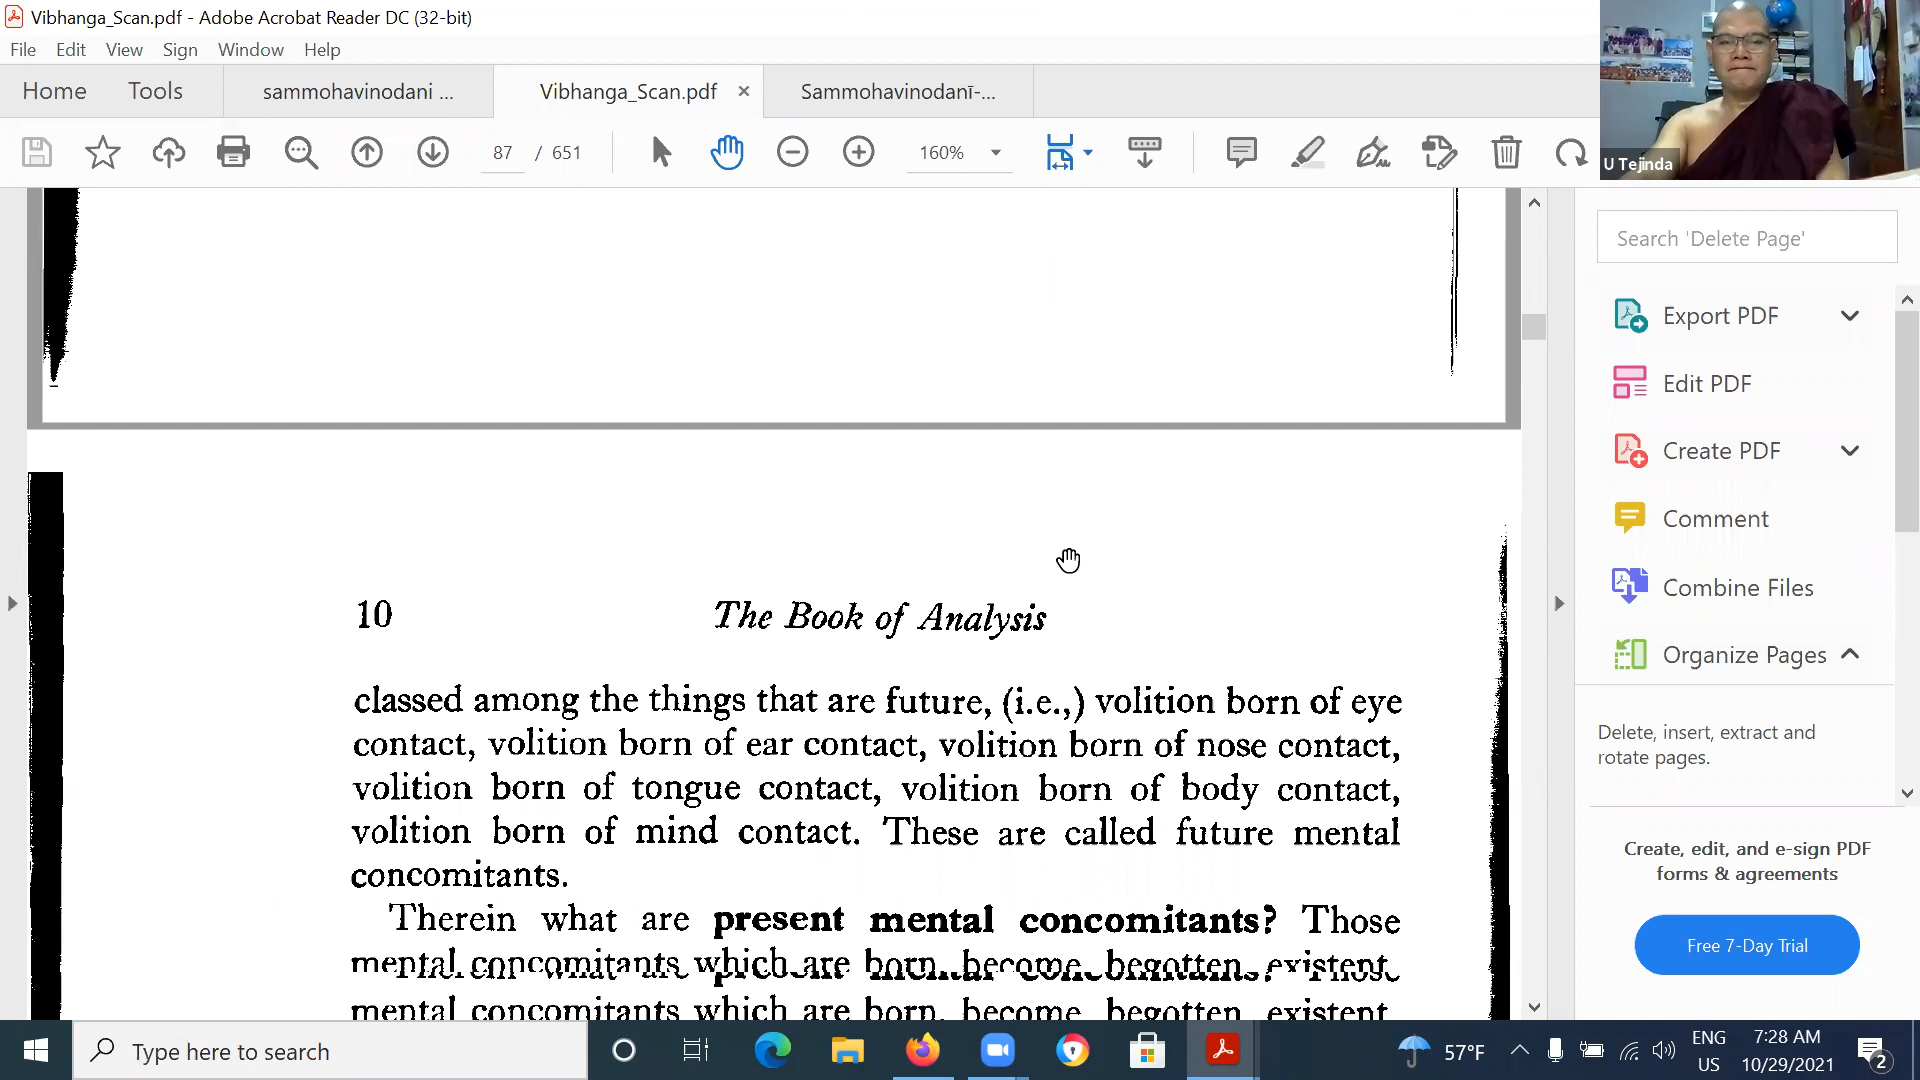 Vibhanga_Scan.pdf - Adobe Acrobat Reader DC (32-bit)
File Edit View Sign Window Help
Home Tools sammohavinodani ... Vibhanga_Scan.pdf × Sammohavinodanī-...
87 / 651 160%
U Tejinda
Search 'Delete Page'
Export PDF
Edit PDF
Create PDF
Comment
Combine Files
Organize Pages
Delete, insert, extract and
rotate pages.
Create, edit, and e-sign PDF
forms & agreements
Free 7-Day Trial
10 The Book of Analysis
classed among the things that are future, (i.e.,) volition born of eye
contact, volition born of ear contact, volition born of nose contact,
volition born of tongue contact, volition born of body contact,
volition born of mind contact. These are called future mental
concomitants.
Therein what are present mental concomitants? Those
mental concomitants which are born, become, begotten, existent,
mental concomitants which are born, become, begotten, existent,
Type here to search
57°F
ENG
US
7:28 AM
10/29/2021
2